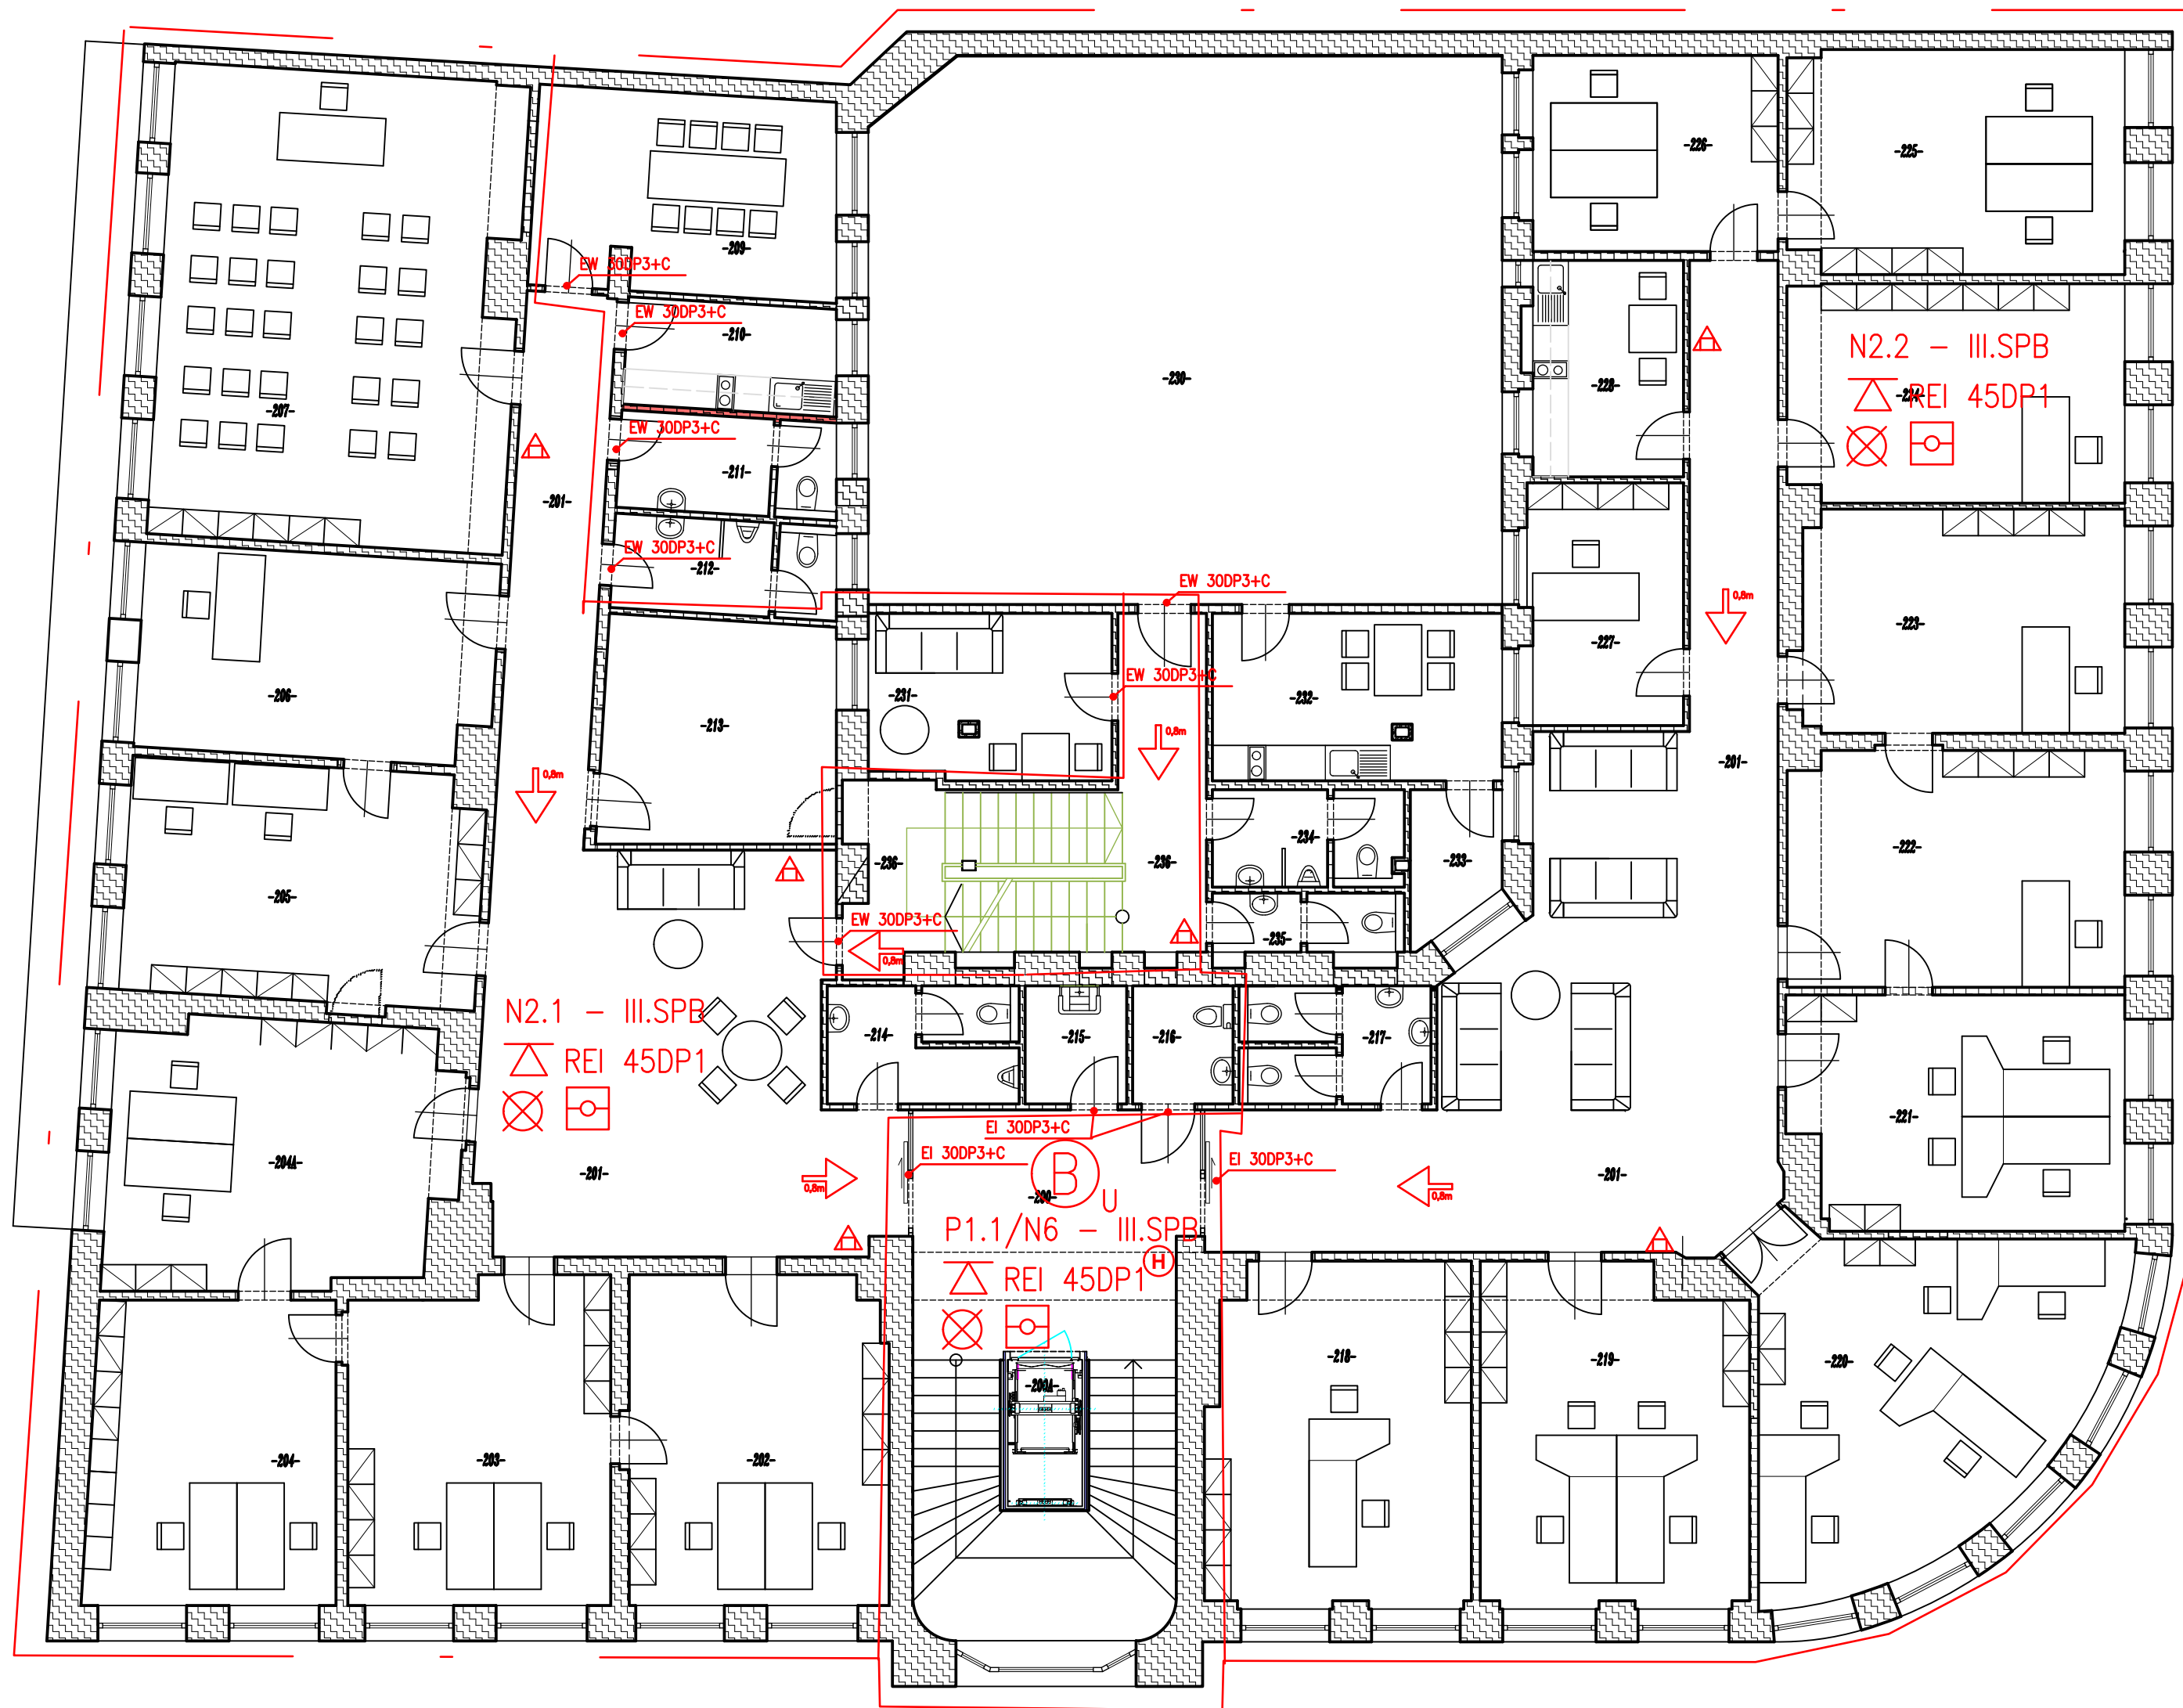 -226-
-225-
-209-
EW 30DP3+C
EW 30DP3+C
-210-
-230-
N2.2 - III.SPB
-228-
REI 45DP1
-207-
EW 30DP3+C
-211-
-201-
EW 30DP3+C
-212-
EW 30DP3+C
0,8m
-223-
-227-
EW 30DP3+C
-206-
-231-
-232-
-213-
0,8m
-201-
0,8m
-234-
-222-
-236-
-236-
-233-
-205-
EW 30DP3+C
-235-
0,8m
N2.1 - III.SPB
-214-
-215-
-216-
-217-
REI 45DP1
-221-
EI 30DP3+C
EI 30DP3+C
EI 30DP3+C
-204A-
-201-
B
U
-200-
-201-
0,8m
0,8m
P1.1/N6 - III.SPB
H
REI 45DP1
-218-
-219-
-220-
-200A-
-204-
-203-
-202-